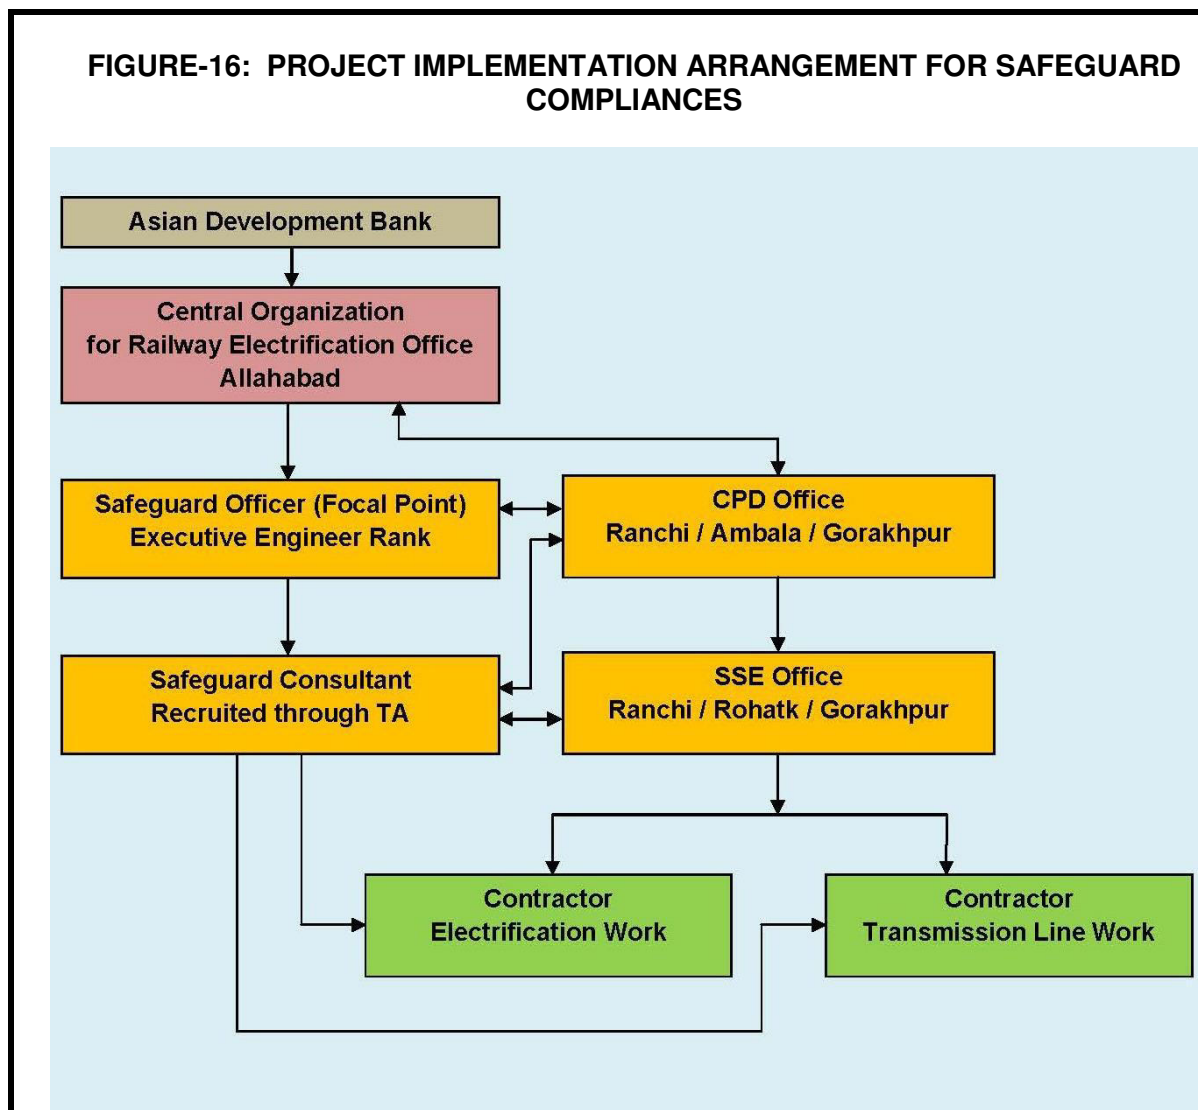 FIGURE-16: PROJECT IMPLEMENTATION ARRANGEMENT FOR SAFEGUARD
COMPLIANCES
Asian Development Bank
Central Organization
for Railway Electrification Office
Allahabad
Safeguard Officer (Focal Point)
Executive Engineer Rank
CPD Office
Ranchi / Ambala / Gorakhpur
Safeguard Consultant
Recruited through TA
SSE Office
Ranchi / Rohatk / Gorakhpur
Contractor
Electrification Work
Contractor
Transmission Line Work